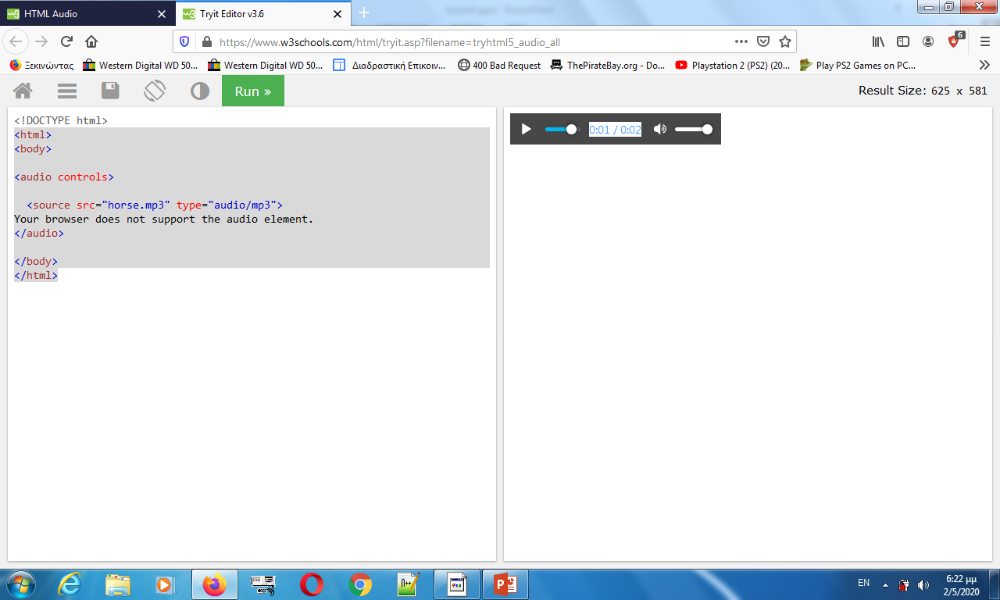 HTML Audio
Tryit Editor v3.6
https://www.w3schools.com/html/tryit.asp?filename=tryhtml5_audio_all
6
Ξεκινώντας
Western Digital WD 50...
Western Digital WD 50...
Διαδραστική Επικοιν...
400 Bad Request
ThePirateBay.org - Do...
Playstation 2 (PS2) (20...
Play PS2 Games on PC...
Run »
Result Size: 625 x 581
<!DOCTYPE html>
<html>
<body>
<audio controls>
<source src="horse.mp3" type="audio/mp3">
Your browser does not support the audio element.
</audio>
</body>
</html>
0:01 / 0:02
EN
6:22 μμ
2/5/2020